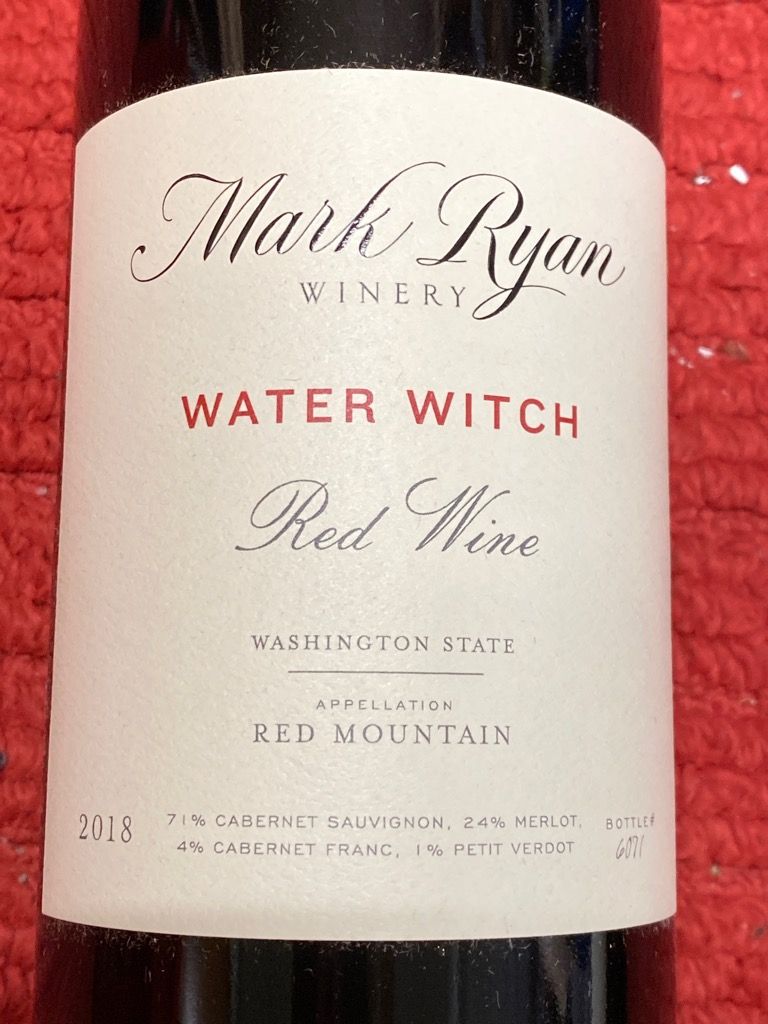 Mark Ryan
WINERY
WATER WITCH
Red Wine
WASHINGTON STATE
APPELLATION
RED MOUNTAIN
2018
71% CABERNET SAUVIGNON, 24% MERLOT,
4% CABERNET FRANC, 1% PETIT VERDOT
BOTTLE#
6071